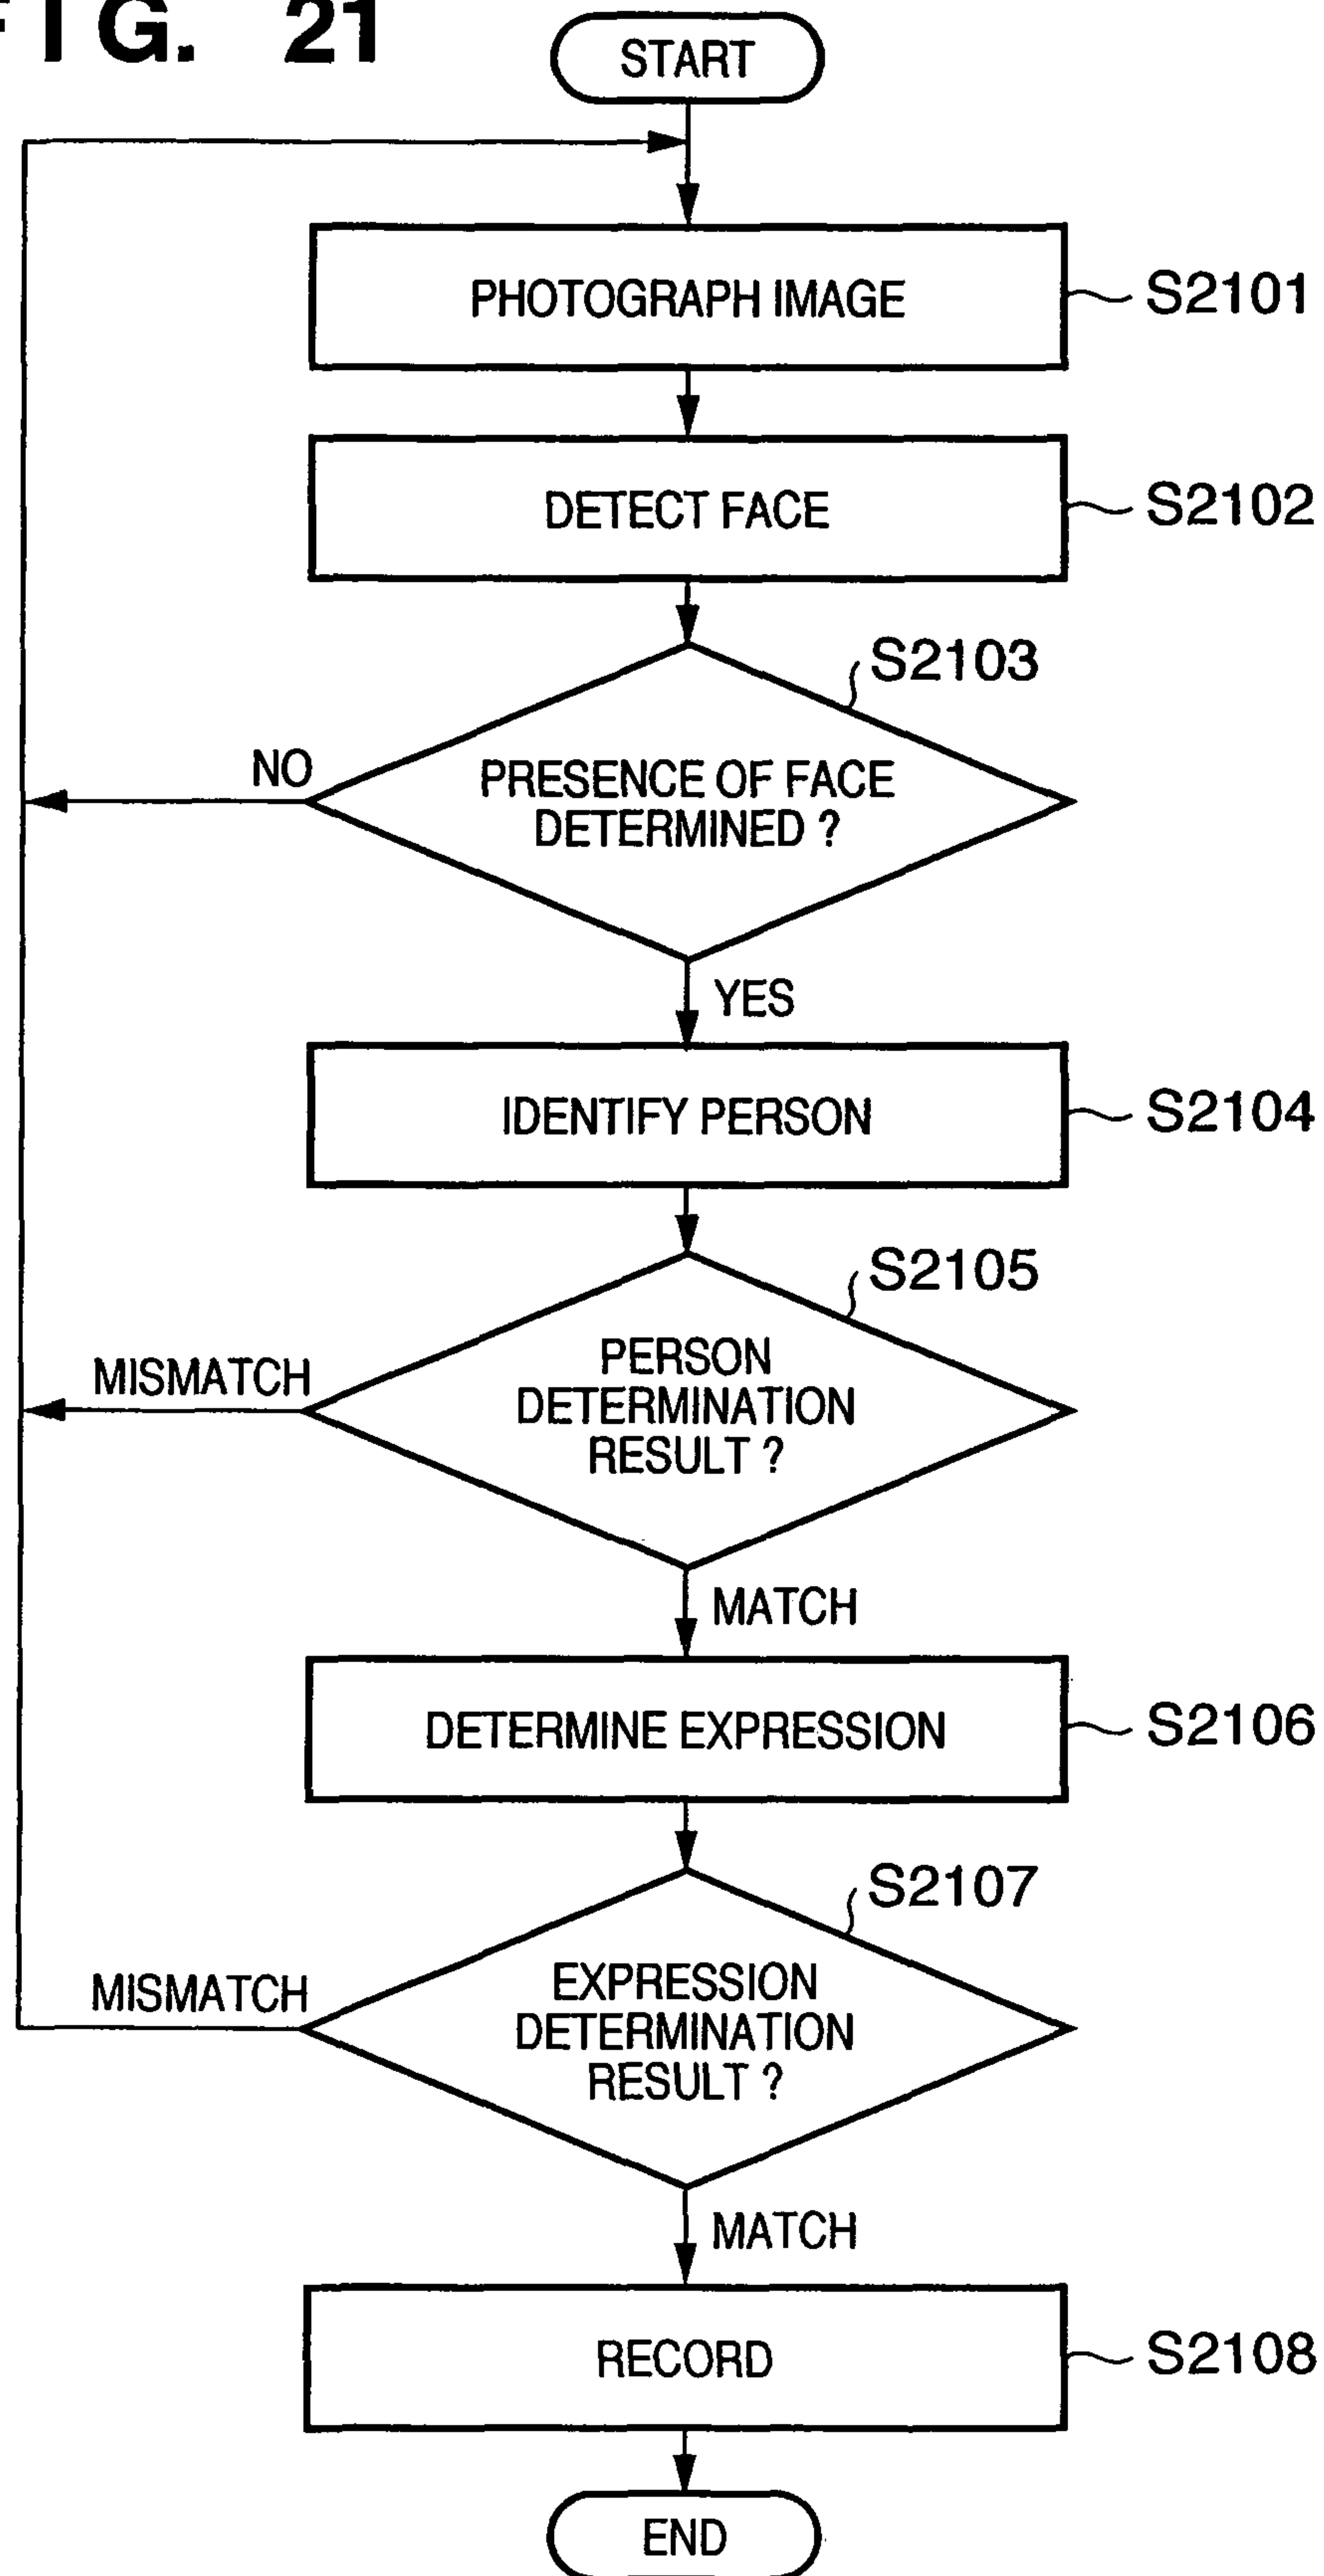 FIG. 21
START
PHOTOGRAPH IMAGE
S2101
DETECT FACE
S2102
S2103
NO
PRESENCE OF FACE
DETERMINED ?
YES
IDENTIFY PERSON
S2104
S2105
MISMATCH
PERSON
DETERMINATION
RESULT ?
MATCH
DETERMINE EXPRESSION
S2106
S2107
MISMATCH
EXPRESSION
DETERMINATION
RESULT ?
MATCH
RECORD
S2108
END